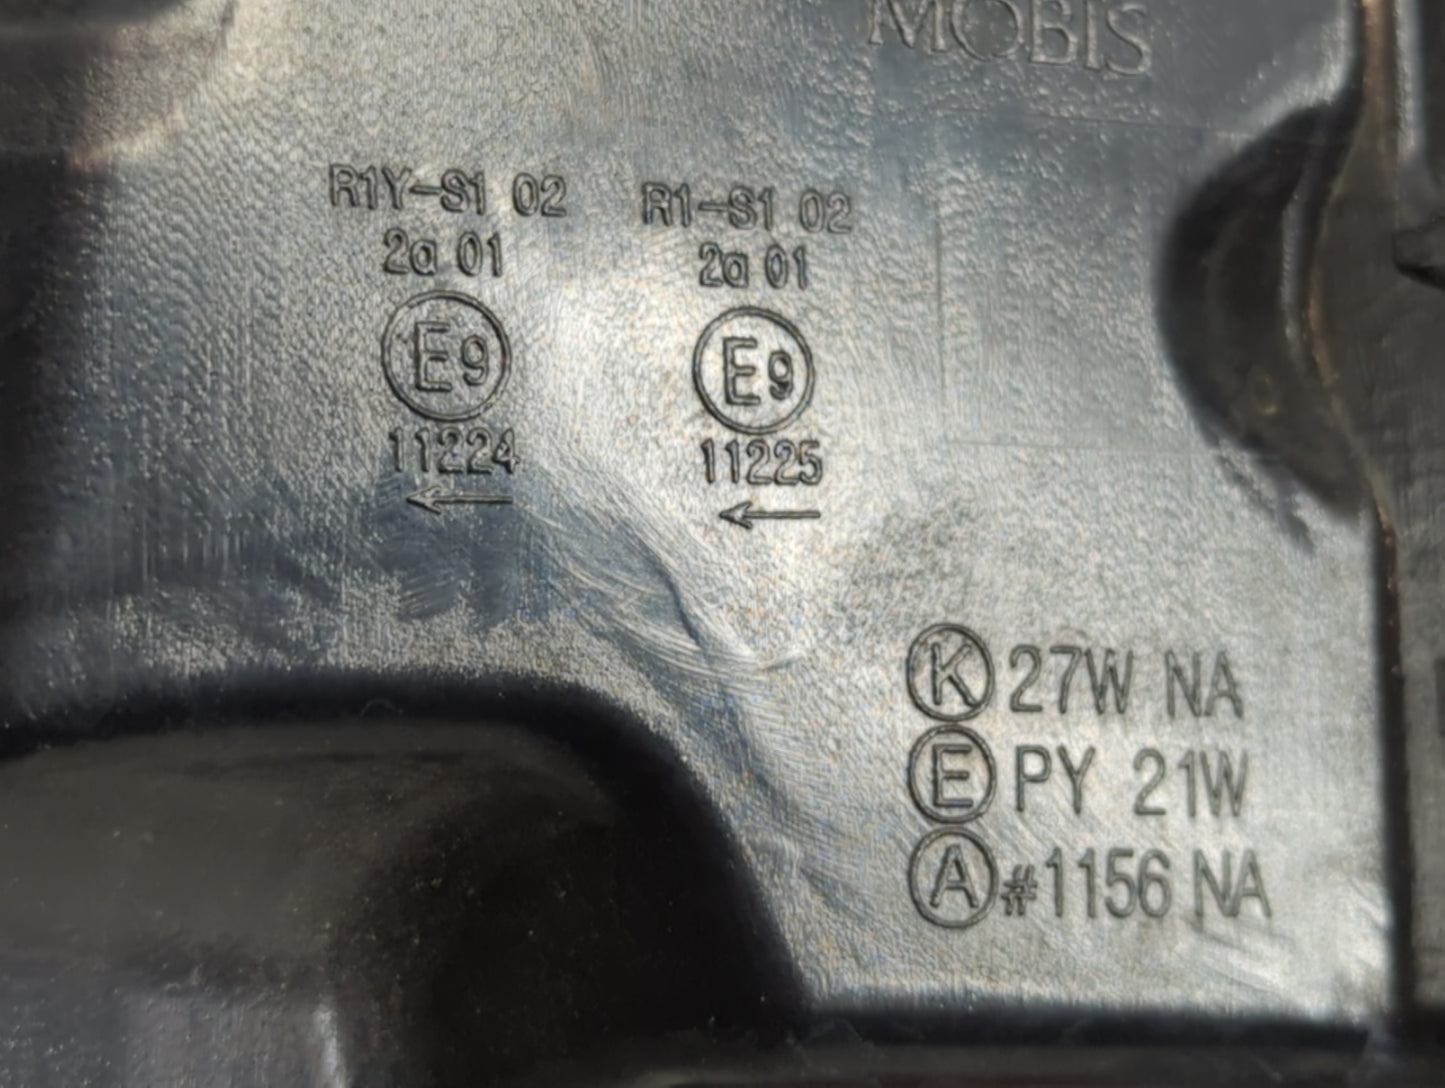 MOBIS
R1Y-S1 02
2a 01
E9
11224
←
R1-S1 02
2a 01
E9
11225
←
K 27W NA
E PY 21W
A #1156 NA